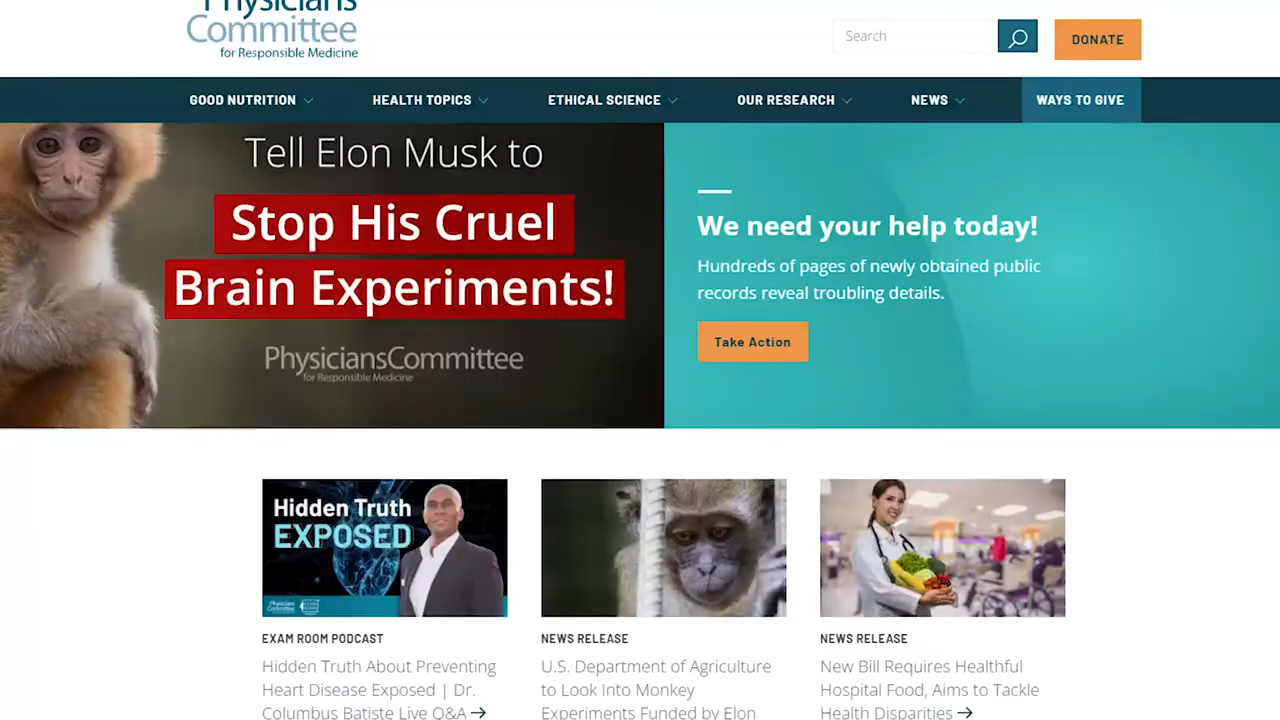 Physicians
Committee
for Responsible Medicine
Search
DONATE
GOOD NUTRITION
HEALTH TOPICS
ETHICAL SCIENCE
OUR RESEARCH
NEWS
WAYS TO GIVE
Tell Elon Musk to
Stop His Cruel
Brain Experiments!
PhysiciansCommittee
for Responsible Medicine
We need your help today!
Hundreds of pages of newly obtained public
records reveal troubling details.
Take Action
Hidden Truth
EXPOSED
Physicians
Committee
EXAM ROOM PODCAST
Hidden Truth About Preventing
Heart Disease Exposed | Dr.
Columbus Batiste Live Q&A →
NEWS RELEASE
U.S. Department of Agriculture
to Look Into Monkey
Experiments Funded by Elon
NEWS RELEASE
New Bill Requires Healthful
Hospital Food, Aims to Tackle
Health Disparities →